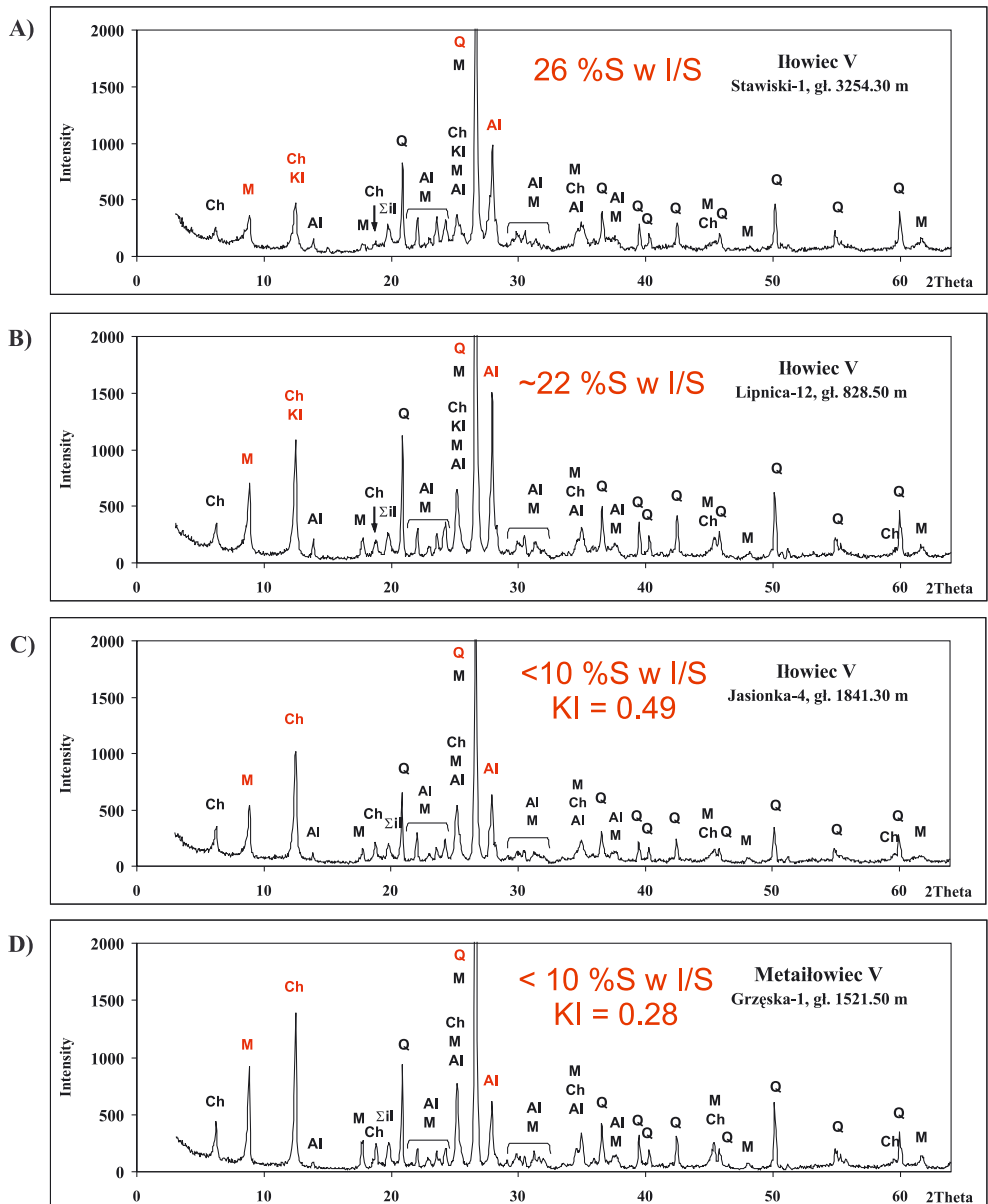 A)
2000
1500
1000
500
0
Intensity
26 %S w I/S
Iłowiec V
Stawiski-1, gł. 3254.30 m
Ch
M
Ch
Kl
Al
M
Ch
Σil
Q
Al
M
Ch
Kl
M
Al
Q
M
Al
Al
M
M
Ch
Al
Q
Al
M
Q
Q
Q
M
Ch
Q
M
Q
Q
Q
M
0 10 20 30 40 50 60 2Theta
B)
2000
1500
1000
500
0
Intensity
~22 %S w I/S
Iłowiec V
Lipnica-12, gł. 828.50 m
Ch
M
Ch
Kl
Al
M
Ch
Σil
Q
Al
M
Ch
Kl
M
Al
Q
M
Al
Al
M
M
Ch
Al
Q
Al
M
Q
Q
Q
M
Ch
Q
M
Q
Q
Ch
Q
M
0 10 20 30 40 50 60 2Theta
C)
2000
1500
1000
500
0
Intensity
<10 %S w I/S
KI = 0.49
Iłowiec V
Jasionka-4, gł. 1841.30 m
Ch
M
Ch
Al
M
Ch
Σil
Q
Al
M
Ch
M
Al
Q
M
Al
Al
M
M
Ch
Al
Q
Al
M
Q
Q
Q
M
Ch
Q
M
Q
Q
Ch
Q
M
0 10 20 30 40 50 60 2Theta
D)
2000
1500
1000
500
0
Intensity
< 10 %S w I/S
KI = 0.28
Metaiłowiec V
Grzęska-1, gł. 1521.50 m
Ch
M
Ch
Al
M
Ch
Σil
Q
Al
M
Ch
M
Al
Q
M
Al
Al
M
M
Ch
Al
Q
Al
M
Q
Q
Q
M
Ch
Q
M
Q
Q
Ch
Q
M
0 10 20 30 40 50 60 2Theta